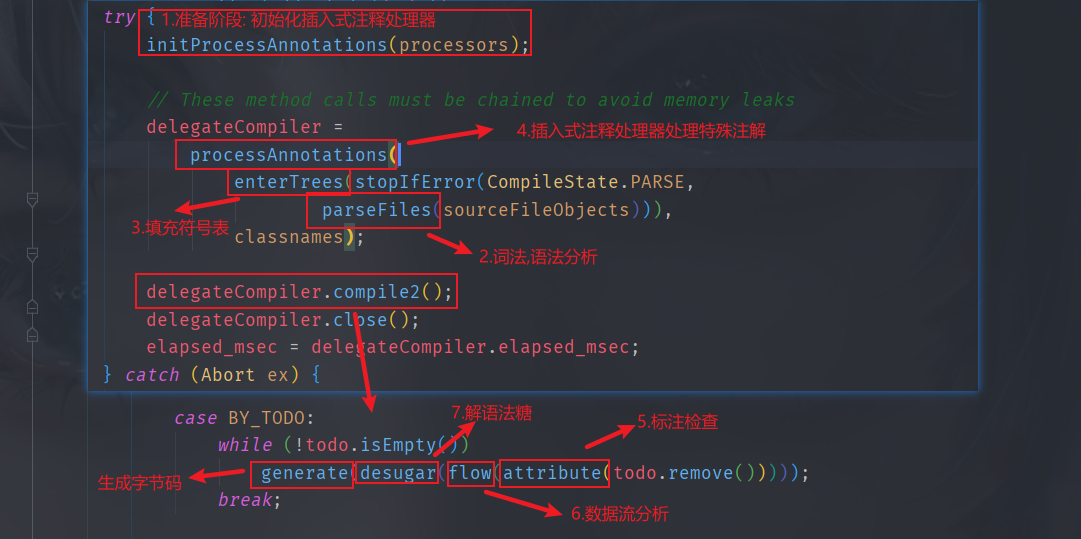 try { 1.准备阶段: 初始化插入式注释处理器
initProcessAnnotations(processors);
// These method calls must be chained to avoid memory leaks
delegateCompiler =
4.插入式注释处理器处理特殊注解
processAnnotations(
enterTrees(stopIfError(CompileState.PARSE,
parseFiles(sourceFileObjects))),
3.填充符号表
classnames);
2.词法,语法分析
delegateCompiler.compile2();
delegateCompiler.close();
elapsed_msec = delegateCompiler.elapsed_msec;
} catch (Abort ex) {
7.解语法糖
case BY_TODO:
5.标注检查
while (!todo.isEmpty())
generate(desugar(flow(attribute(todo.remove()))));
生成字节码
break;
6.数据流分析